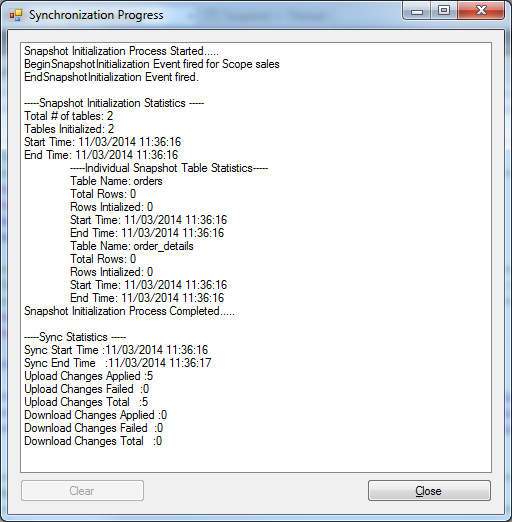 Synchronization Progress
Snapshot Initialization Process Started.....
BeginSnapshotInitialization Event fired for Scope sales
EndSnapshotInitialization Event fired.
-----Snapshot Initialization Statistics -----
Total # of tables: 2
Tables Initialized: 2
Start Time: 11/03/2014 11:36:16
End Time: 11/03/2014 11:36:16
-----Individual Snapshot Table Statistics-----
Table Name: orders
Total Rows: 0
Rows Intialized: 0
Start Time: 11/03/2014 11:36:16
End Time: 11/03/2014 11:36:16
Table Name: order_details
Total Rows: 0
Rows Intialized: 0
Start Time: 11/03/2014 11:36:16
End Time: 11/03/2014 11:36:16
Snapshot Initialization Process Completed.....
-----Sync Statistics -----
Sync Start Time :11/03/2014 11:36:16
Sync End Time   :11/03/2014 11:36:17
Upload Changes Applied :5
Upload Changes Failed  :0
Upload Changes Total   :5
Download Changes Applied :0
Download Changes Failed  :0
Download Changes Total   :0
Clear
Close